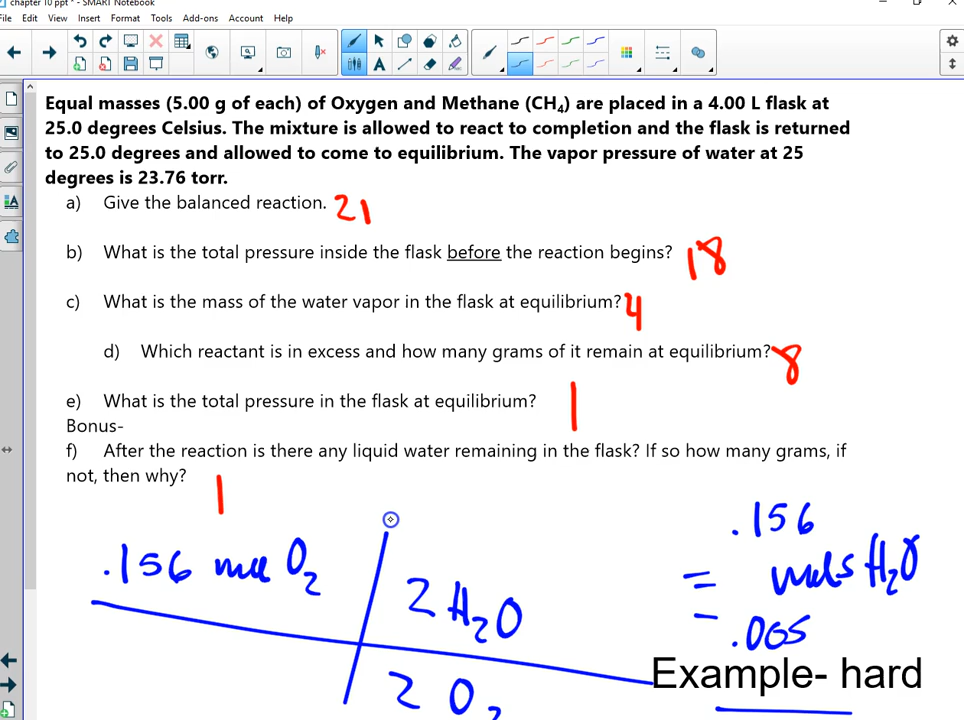 chapter 10 ppt * - SMART Notebook
File Edit View Insert Format Tools Add-ons Account Help
Equal masses (5.00 g of each) of Oxygen and Methane (CH₄) are placed in a 4.00 L flask at
25.0 degrees Celsius. The mixture is allowed to react to completion and the flask is returned
to 25.0 degrees and allowed to come to equilibrium. The vapor pressure of water at 25
degrees is 23.76 torr.
a) Give the balanced reaction. 21
b) What is the total pressure inside the flask before the reaction begins? 18
c) What is the mass of the water vapor in the flask at equilibrium? 4
d) Which reactant is in excess and how many grams of it remain at equilibrium? 8
e) What is the total pressure in the flask at equilibrium? 1
Bonus-
f) After the reaction is there any liquid water remaining in the flask? If so how many grams, if
not, then why? 1
.156 mol O₂ 2 H₂O = .156 mols H₂O
2 O₂ - .005
Example- hard